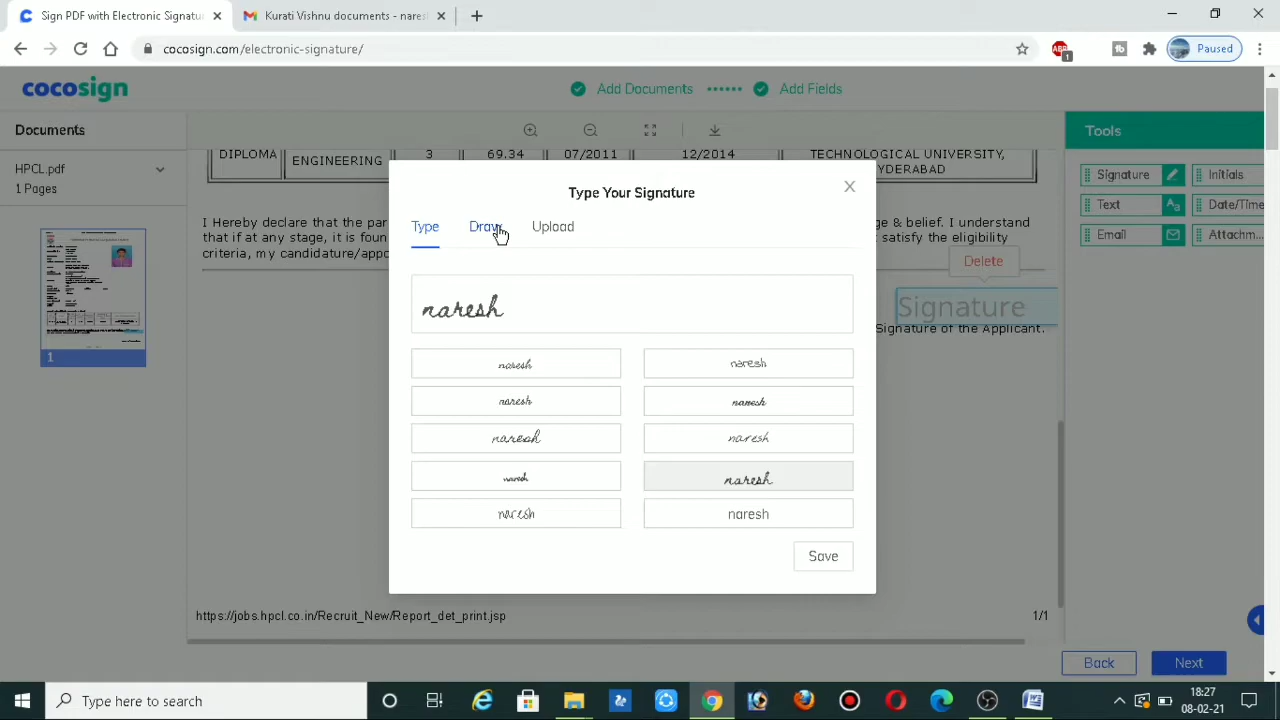 Sign PDF with Electronic Signatu
Kurati Vishnu documents - nares
cocosign.com/electronic-signature/
ABP
1
fb
Paused
cocosign
Add Documents
Add Fields
Documents
HPCL.pdf
1 Pages
1
DIPLOMA
ENGINEERING
3
69.34
07/2011
12/2014
TECHNOLOGICAL UNIVERSITY,
HYDERABAD
I Hereby declare that the par
ge & belief. I understand
that if at any stage, it is foun
satisfy the eligibility
criteria, my candidature/appo
Delete
Signature
Signature of the Applicant.
https://jobs.hpcl.co.in/Recruit_New/Report_det_print.jsp
1/1
Tools
Signature
Initials
Text
Date/Time
Email
Attachm...
Type Your Signature
Type
Draw
Upload
naresh
naresh
naresh
naresh
naresh
naresh
naresh
naresh
naresh
naresh
naresh
Save
Back
Next
Type here to search
18:27
08-02-21